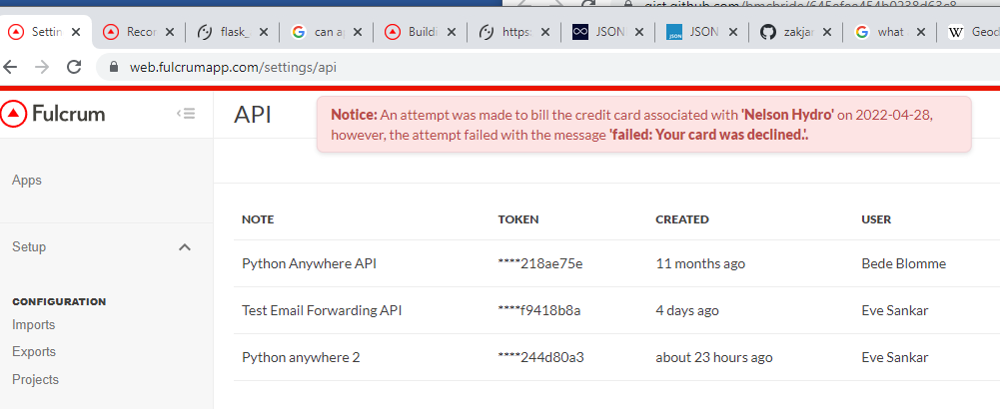 gist.github.com/bmcbride/
Settin
Recor
flask_
can ap
Buildi
https:
JSON
JSON
zakja
what
Geod
web.fulcrumapp.com/settings/api
Fulcrum
API
Notice: An attempt was made to bill the credit card associated with 'Nelson Hydro' on 2022-04-28,
however, the attempt failed with the message 'failed: Your card was declined.'.
Apps
NOTE TOKEN CREATED USER
Setup
Python Anywhere API ****218ae75e 11 months ago Bede Blomme
CONFIGURATION
Test Email Forwarding API ****f9418b8a 4 days ago Eve Sankar
Imports
Exports
Python anywhere 2 ****244d80a3 about 23 hours ago Eve Sankar
Projects